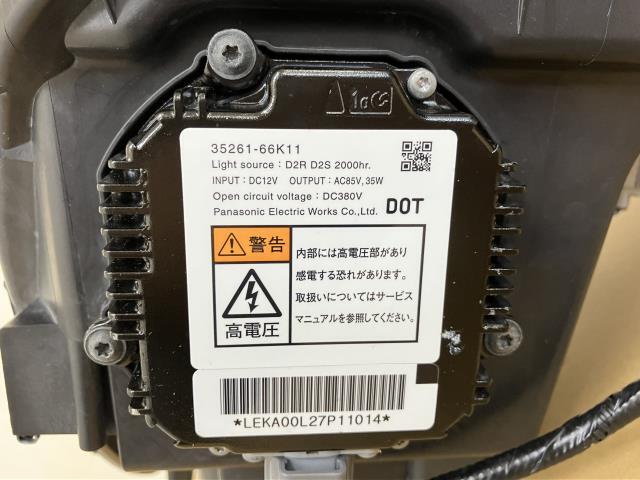 35261-66K11
Light source : D2R D2S 2000hr.
INPUT : DC12V OUTPUT : AC85V, 35W
Open circuit voltage : DC380V
Panasonic Electric Works Co., Ltd. DOT
警告
高電圧
内部には高電圧部があり
感電する恐れがあります。
取扱いについてはサービス
マニュアルを参照してください。
*LEKA00L27P11014*